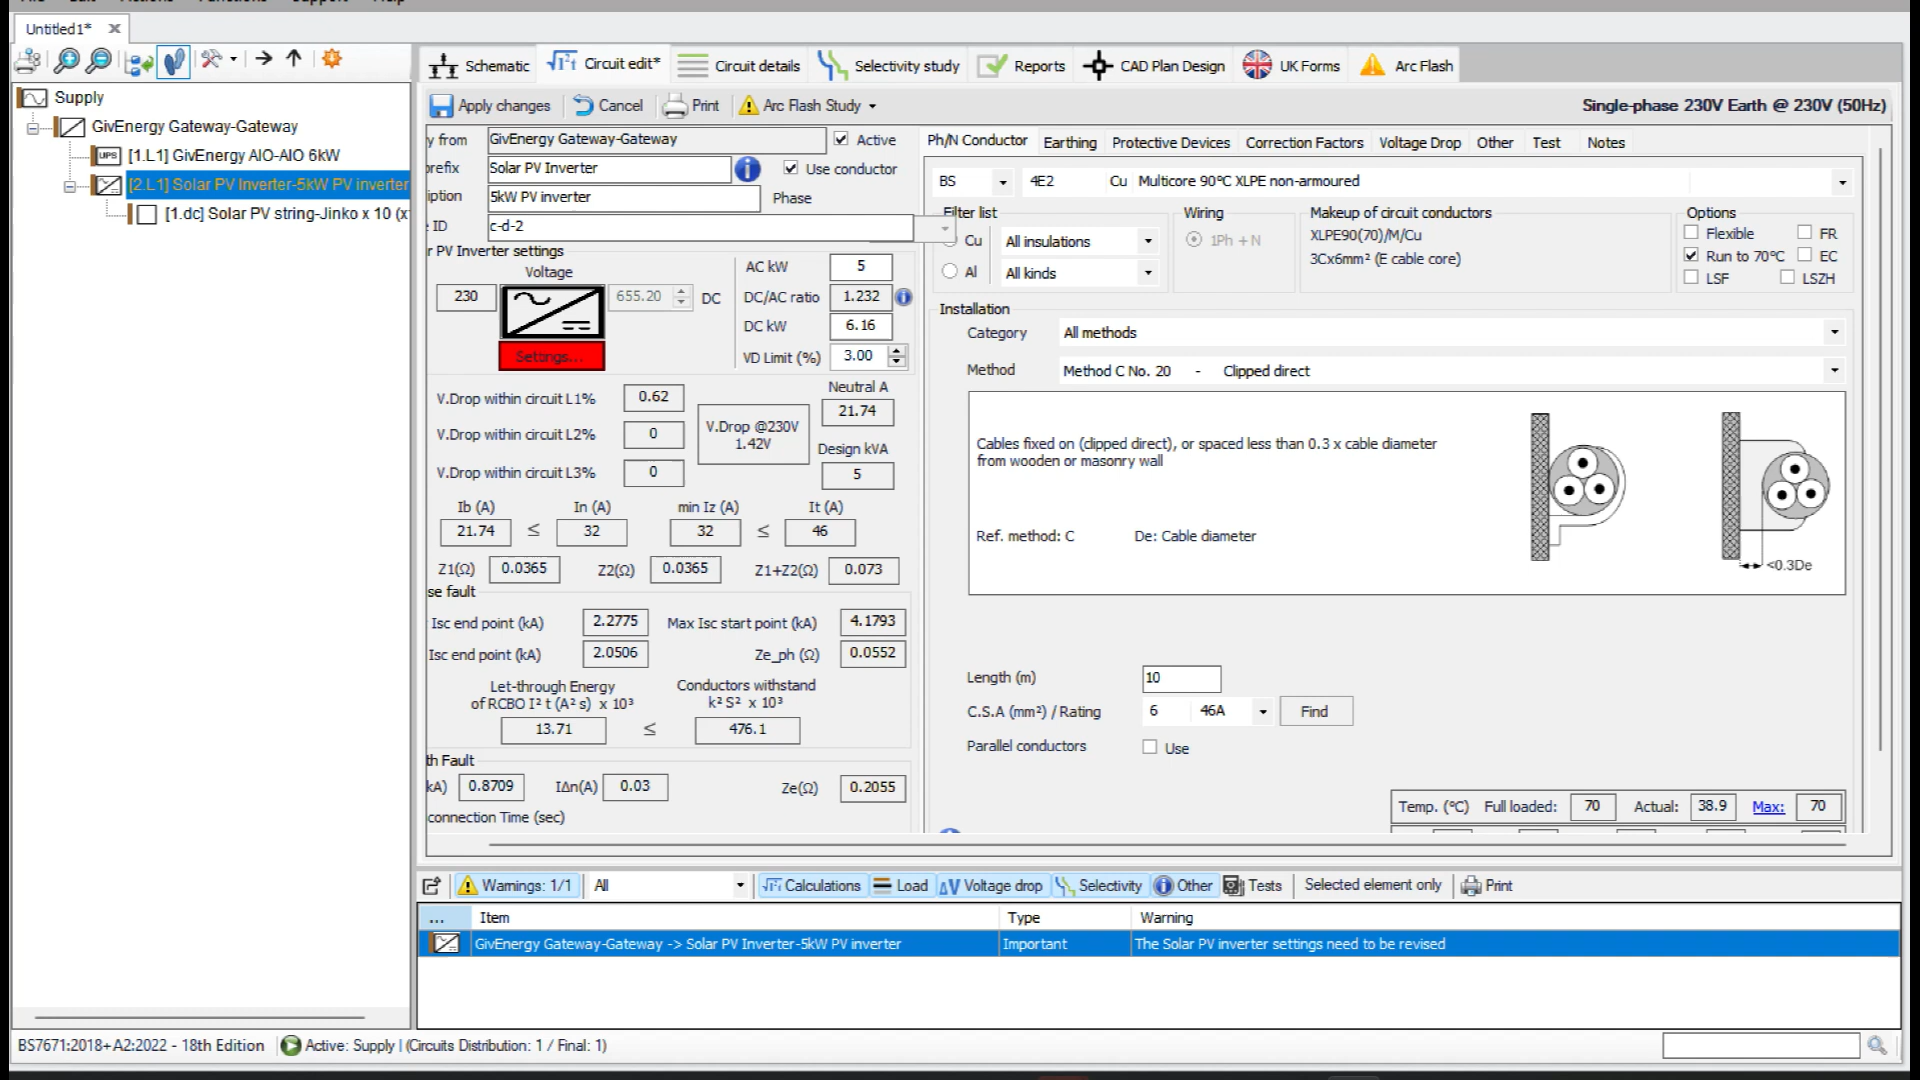 Untitled1*
Schematic
Circuit edit*
Circuit details
Selectivity study
Reports
CAD Plan Design
UK Forms
Arc Flash
Supply
GivEnergy Gateway-Gateway
[1.L1] GivEnergy AIO-AIO 6kW
[2.L1] Solar PV Inverter-5kW PV inverter
[1.dc] Solar PV string-Jinko x 10 (x
Apply changes
Cancel
Print
Arc Flash Study
Single-phase 230V Earth @ 230V (50Hz)
y from
GivEnergy Gateway-Gateway
Active
refix
Solar PV Inverter
Use conductor
iption
5kW PV inverter
Phase
ID
c-d-2
r PV Inverter settings
Voltage
230
655.20
DC
Settings...
AC kW
5
DC/AC ratio
1.232
DC kW
6.16
VD Limit (%)
3.00
V.Drop within circuit L1%
0.62
V.Drop within circuit L2%
0
V.Drop within circuit L3%
0
V.Drop @230V
1.42V
Neutral A
21.74
Design kVA
5
Ib (A)
In (A)
min Iz (A)
It (A)
21.74 ≤ 32
32 ≤ 46
Z1(Ω)
0.0365
Z2(Ω)
0.0365
Z1+Z2(Ω)
0.073
se fault
Isc end point (kA)
2.2775
Max Isc start point (kA)
4.1793
Isc end point (kA)
2.0506
Ze_ph (Ω)
0.0552
Let-through Energy
of RCBO I² t (A² s) x 10³
Conductors withstand
k² S² x 10³
13.71 ≤ 476.1
th Fault
kA)
0.8709
IΔn(A)
0.03
Ze(Ω)
0.2055
connection Time (sec)
Ph/N Conductor
Earthing
Protective Devices
Correction Factors
Voltage Drop
Other
Test
Notes
BS
4E2
Cu
Multicore 90°C XLPE non-armoured
Filter list
Cu
All insulations
Al
All kinds
Wiring
1Ph + N
Makeup of circuit conductors
XLPE90(70)/M/Cu
3Cx6mm² (E cable core)
Options
Flexible
FR
Run to 70°C
EC
LSF
LSZH
Installation
Category
All methods
Method
Method C No. 20 - Clipped direct
Cables fixed on (clipped direct), or spaced less than 0.3 x cable diameter
from wooden or masonry wall
Ref. method: C
De: Cable diameter
<0.3De
Length (m)
10
C.S.A (mm²) / Rating
6
46A
Find
Parallel conductors
Use
Temp. (°C)
Full loaded:
70
Actual:
38.9
Max:
70
Warnings: 1/1
All
Calculations
Load
Voltage drop
Selectivity
Other
Tests
Selected element only
Print
...
Item
Type
Warning
GivEnergy Gateway-Gateway -> Solar PV Inverter-5kW PV inverter
Important
The Solar PV inverter settings need to be revised
BS7671:2018+A2:2022 - 18th Edition
Active: Supply | (Circuits Distribution: 1 / Final: 1)